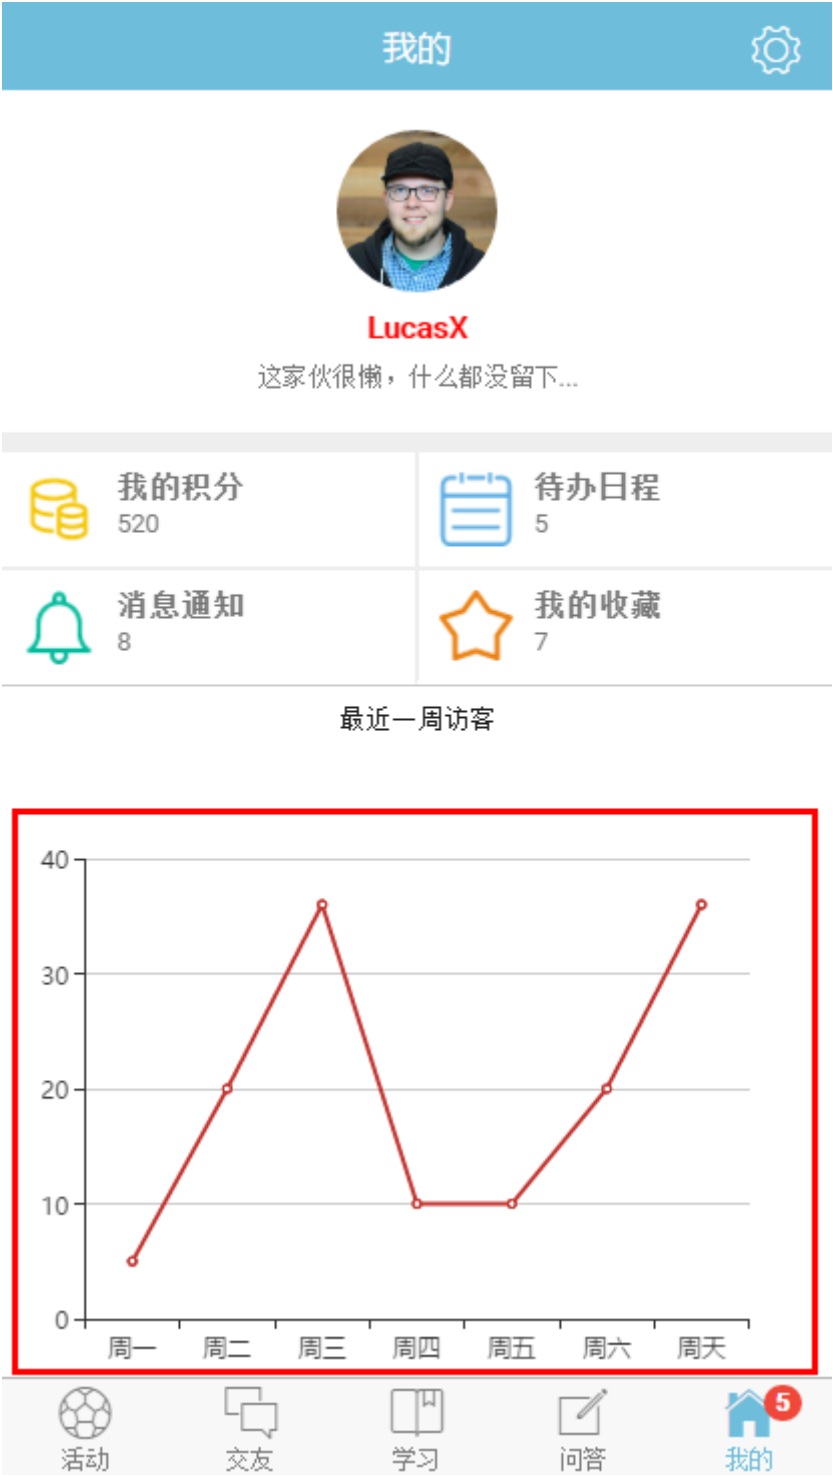 我的
LucasX
这家伙很懒，什么都没留下...
我的积分
520
待办日程
5
消息通知
8
我的收藏
7
最近一周访客
40
30
20
10
0
周一 周二 周三 周四 周五 周六 周天
5
活动 交友 学习 问答 我的